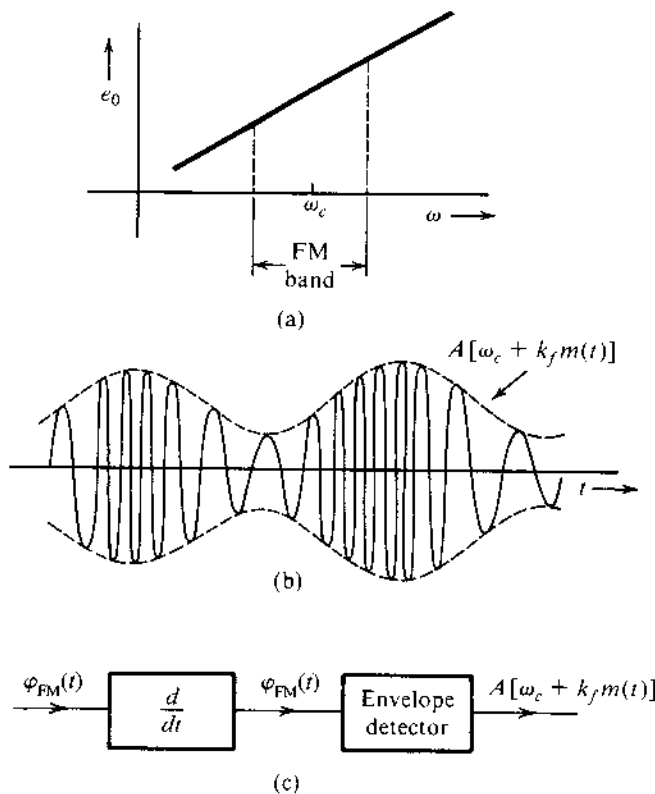 e₀
ω_c
ω
FM
band
(a)
A[ω_c + k_f m(t)]
t
(b)
φ_FM(t)
d
dt
φ_FM(t)
Envelope
detector
A[ω_c + k_f m(t)]
(c)